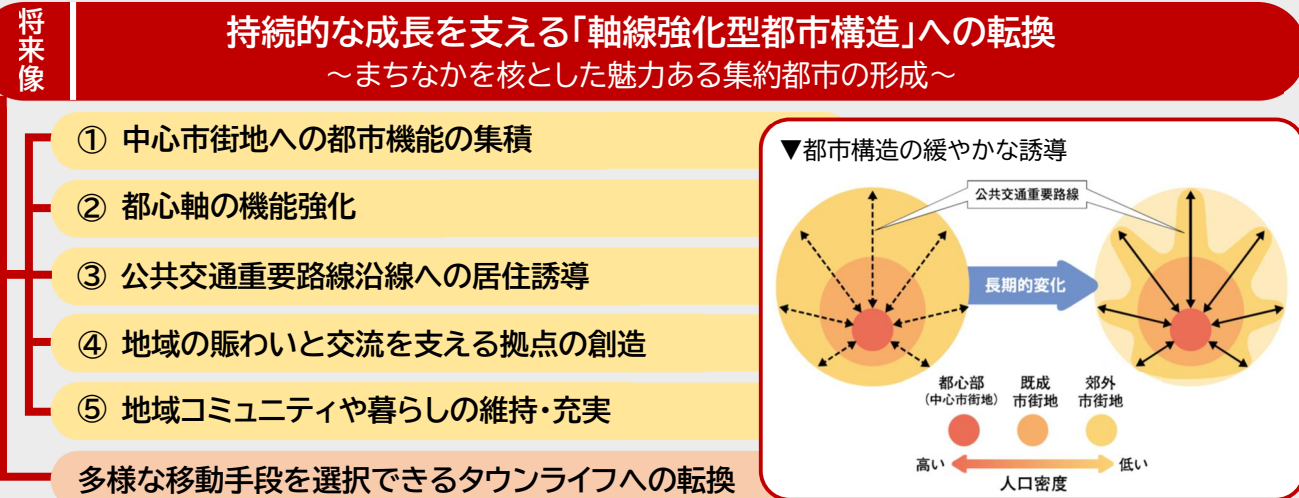 将来像
持続的な成長を支える「軸線強化型都市構造」への転換
～まちなかを核とした魅力ある集約都市の形成～
① 中心市街地への都市機能の集積
② 都心軸の機能強化
③ 公共交通重要路線沿線への居住誘導
④ 地域の賑わいと交流を支える拠点の創造
⑤ 地域コミュニティや暮らしの維持・充実
多様な移動手段を選択できるタウンライフへの転換
▼都市構造の緩やかな誘導
公共交通重要路線
長期的変化
都心部
（中心市街地）
既成
市街地
郊外
市街地
高い
低い
人口密度